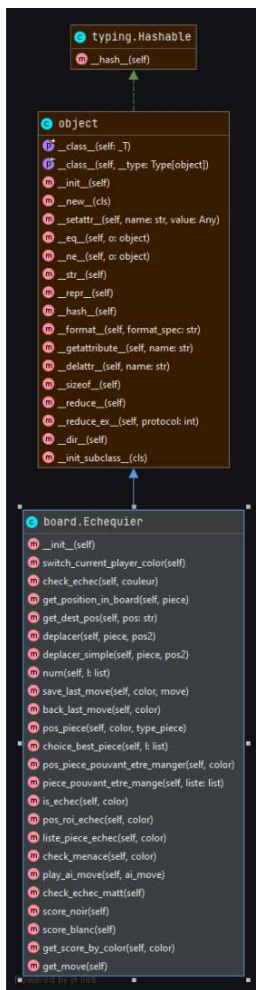 typing.Hashable
__hash__(self)
object
__class__(self: _T)
__class__(self, __type: Type[object])
__init__(self)
__new__(cls)
__setattr__(self, name: str, value: Any)
__eq__(self, o: object)
__ne__(self, o: object)
__str__(self)
__repr__(self)
__hash__(self)
__format__(self, format_spec: str)
__getattribute__(self, name: str)
__delattr__(self, name: str)
__sizeof__(self)
__reduce__(self)
__reduce_ex__(self, protocol: int)
__dir__(self)
__init_subclass__(cls)
board.Echequier
__init__(self)
switch_current_player_color(self)
check_echec(self, couleur)
get_position_in_board(self, piece)
get_dest_pos(self, pos: str)
deplacer(self, piece, pos2)
deplacer_simple(self, piece, pos2)
num(self, l: list)
save_last_move(self, color, move)
back_last_move(self, color)
pos_piece(self, color, type_piece)
choice_best_piece(self, l: list)
pos_piece_pouvant_etre_manger(self, color)
piece_pouvant_etre_mange(self, liste: list)
is_echec(self, color)
pos_roi_echec(self, color)
liste_piece_echec(self, color)
check_menace(self, color)
play_ai_move(self, ai_move)
check_echec_matt(self)
score_noir(self)
score_blanc(self)
get_score_by_color(self, color)
get_move(self)
Powered by yFiles